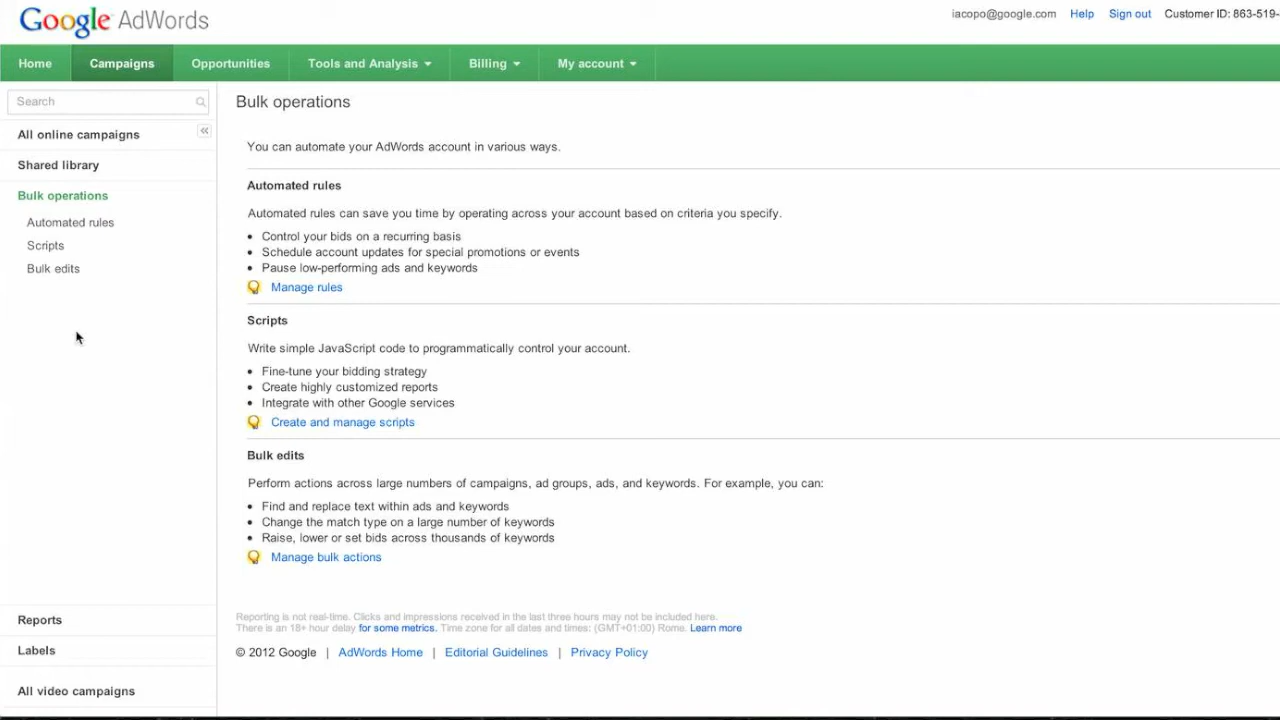 Google AdWords
iacopo@google.com Help Sign out Customer ID: 863-519-
Home Campaigns Opportunities Tools and Analysis Billing My account
Search
All online campaigns
Shared library
Bulk operations
Automated rules
Scripts
Bulk edits
Reports
Labels
All video campaigns
Bulk operations
You can automate your AdWords account in various ways.
Automated rules
Automated rules can save you time by operating across your account based on criteria you specify.
• Control your bids on a recurring basis
• Schedule account updates for special promotions or events
• Pause low-performing ads and keywords
Manage rules
Scripts
Write simple JavaScript code to programmatically control your account.
• Fine-tune your bidding strategy
• Create highly customized reports
• Integrate with other Google services
Create and manage scripts
Bulk edits
Perform actions across large numbers of campaigns, ad groups, ads, and keywords. For example, you can:
• Find and replace text within ads and keywords
• Change the match type on a large number of keywords
• Raise, lower or set bids across thousands of keywords
Manage bulk actions
Reporting is not real-time. Clicks and impressions received in the last three hours may not be included here.
There is an 18+ hour delay for some metrics. Time zone for all dates and times: (GMT+01:00) Rome. Learn more
© 2012 Google | AdWords Home | Editorial Guidelines | Privacy Policy